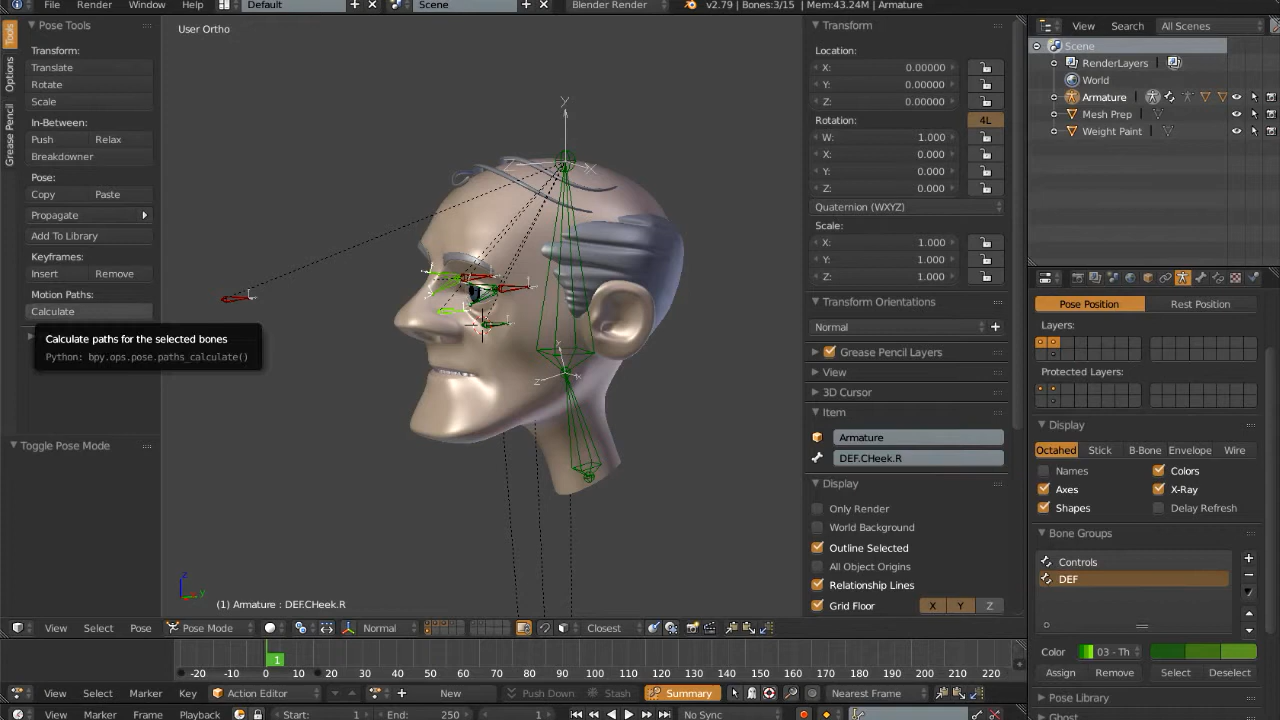 File Render Window Help Default Scene Blender Render v2.79 | Bones:3/15 | Mem:43.24M | Armature
Tools
Options
Grease Pencil
Pose Tools
Transform:
Translate
Rotate
Scale
In-Between:
Push Relax
Breakdowner
Pose:
Copy Paste
Propagate
Add To Library
Keyframes:
Insert Remove
Motion Paths:
Calculate
Calculate paths for the selected bones
Python: bpy.ops.pose.paths_calculate()
Toggle Pose Mode
User Ortho
(1) Armature : DEF.CHeek.R
Transform
Location:
X: 0.00000
Y: 0.00000
Z: 0.00000
Rotation: 4L
W: 1.000
X: 0.000
Y: 0.000
Z: 0.000
Quaternion (WXYZ)
Scale:
X: 1.000
Y: 1.000
Z: 1.000
Transform Orientations
Normal
Grease Pencil Layers
View
3D Cursor
Item
Armature
DEF.CHeek.R
Display
Only Render
World Background
Outline Selected
All Object Origins
Relationship Lines
Grid Floor X Y Z
View Search All Scenes
Scene
RenderLayers
World
Armature
Mesh Prep
Weight Paint
Pose Position Rest Position
Layers:
Protected Layers:
Display
Octahed Stick B-Bone Envelope Wire
Names Colors
Axes X-Ray
Shapes Delay Refresh
Bone Groups
Controls
DEF
Color 03 - Th
Assign Remove Select Deselect
Pose Library
Ghost
View Select Pose Pose Mode Normal Closest
-20 -10 0 10 20 30 40 50 60 70 80 90 100 110 120 130 140 150 160 170 180 190 200 210 220
1
View Select Marker Key Action Editor New Push Down Stash Summary Nearest Frame
View Marker Frame Playback Start: 1 End: 250 1 No Sync